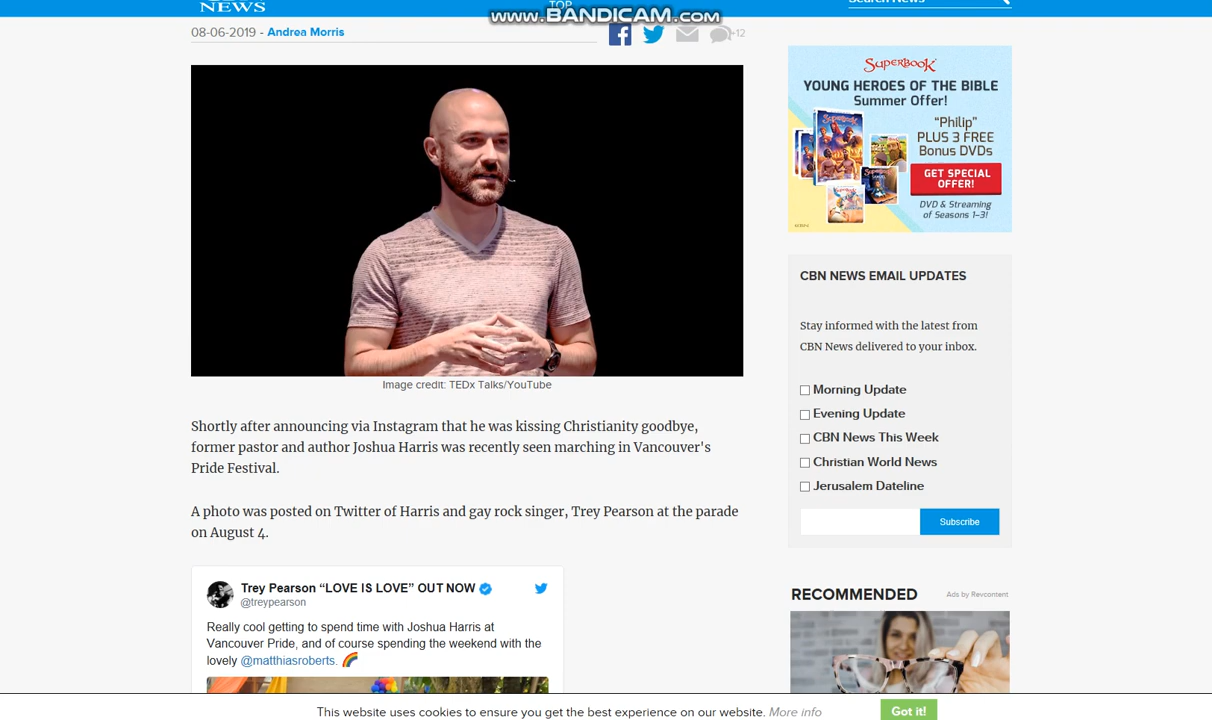 NEWS
TOP
www.BANDICAM.com
Search News
08-06-2019 - Andrea Morris
+12
Image credit: TEDx Talks/YouTube
Shortly after announcing via Instagram that he was kissing Christianity goodbye,
former pastor and author Joshua Harris was recently seen marching in Vancouver's
Pride Festival.
A photo was posted on Twitter of Harris and gay rock singer, Trey Pearson at the parade
on August 4.
Trey Pearson “LOVE IS LOVE” OUT NOW
@treypearson
Really cool getting to spend time with Joshua Harris at
Vancouver Pride, and of course spending the weekend with the
lovely @matthiasroberts. 🌈
SUPERBOOK
YOUNG HEROES OF THE BIBLE
Summer Offer!
“Philip”
PLUS 3 FREE
Bonus DVDs
GET SPECIAL
OFFER!
DVD & Streaming
of Seasons 1-3!
CBN NEWS EMAIL UPDATES
Stay informed with the latest from
CBN News delivered to your inbox.
Morning Update
Evening Update
CBN News This Week
Christian World News
Jerusalem Dateline
Subscribe
RECOMMENDED
Ads by Revcontent
This website uses cookies to ensure you get the best experience on our website. More info
Got it!